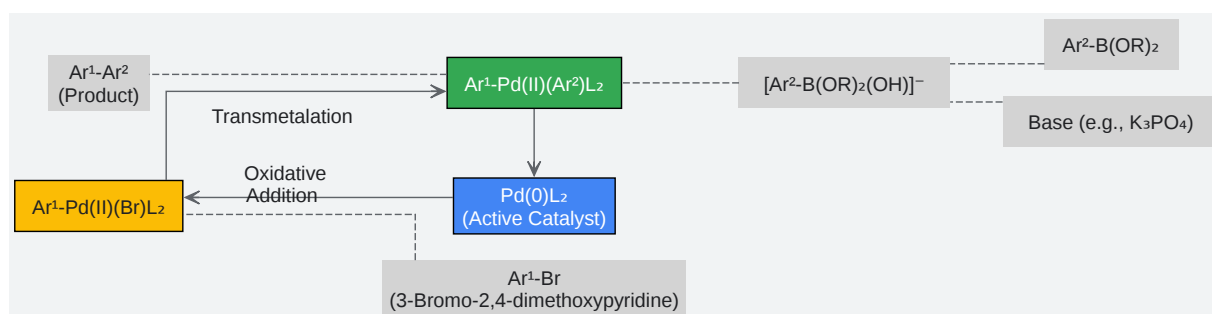 Ar²-B(OR)₂
Ar¹-Ar²
(Product)
Ar¹-Pd(II)(Ar²)L₂
[Ar²-B(OR)₂(OH)]⁻
Transmetalation
Base (e.g., K₃PO₄)
Oxidative
Addition
Ar¹-Pd(II)(Br)L₂
Pd(0)L₂
(Active Catalyst)
Ar¹-Br
(3-Bromo-2,4-dimethoxypyridine)